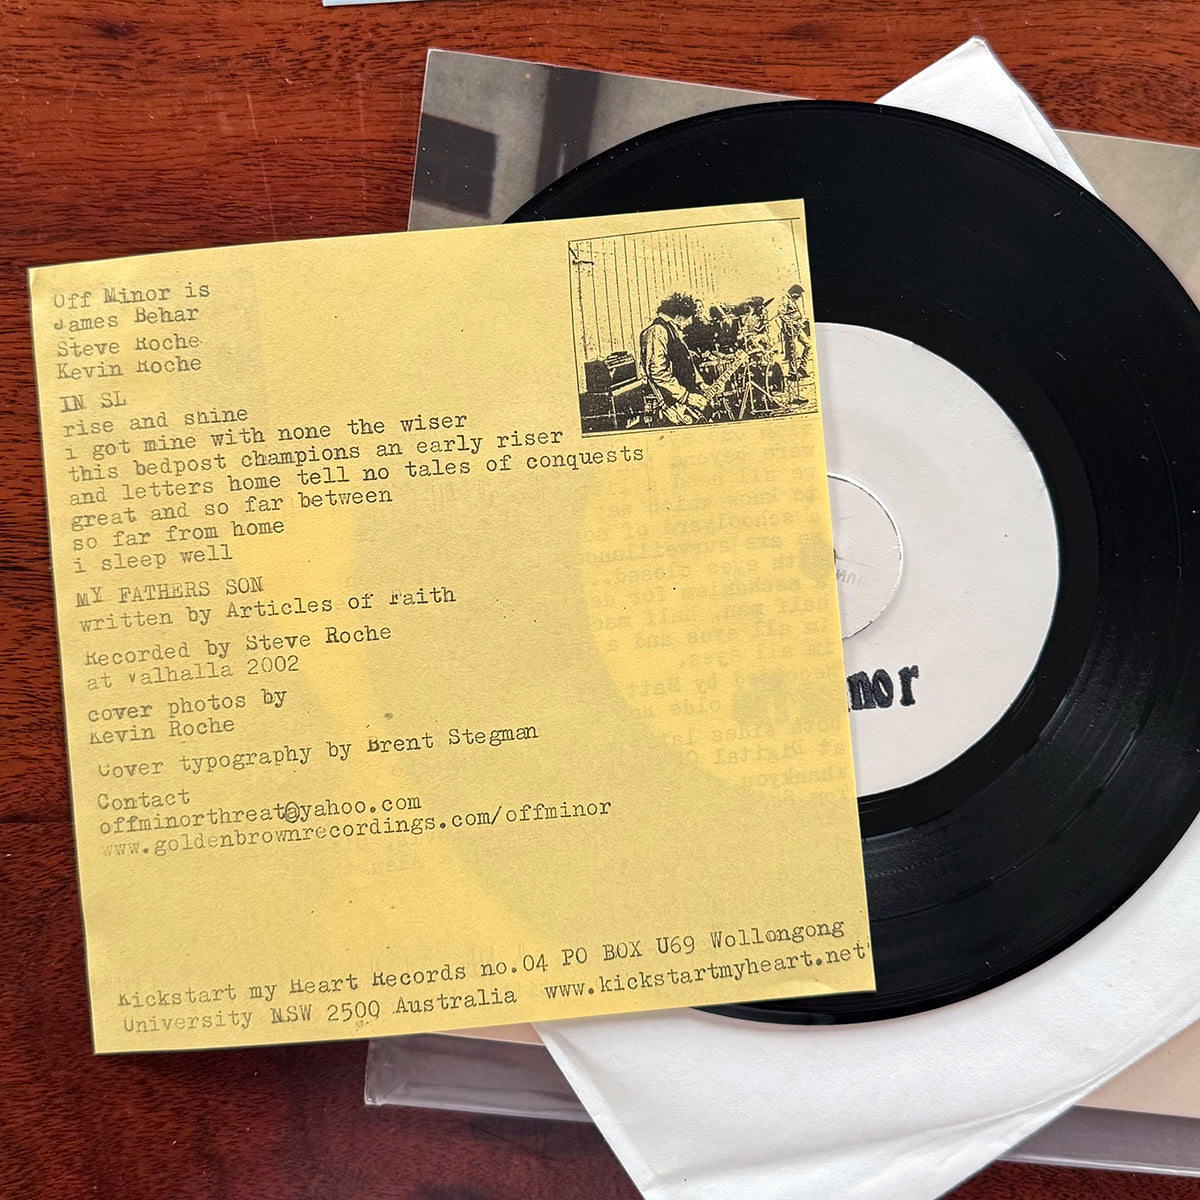 Off Minor is
James Behar
Steve Roche
Kevin Roche
IN SL
rise and shine
i got mine with none the wiser
this bedpost champions an early riser
and letters home tell no tales of conquests
great and so far between
so far from home
i sleep well
MY FATHERS SON
written by Articles of Faith
Recorded by Steve Roche
at Valhalla 2002
cover photos by
Kevin Roche
Cover typography by Brent Stegman
Contact
offminorthreat@yahoo.com
www.goldenbrownrecordings.com/offminor
Kickstart my Heart Records no.04 PO BOX U69 Wollongong
University NSW 2500 Australia www.kickstartmyheart.net
nor